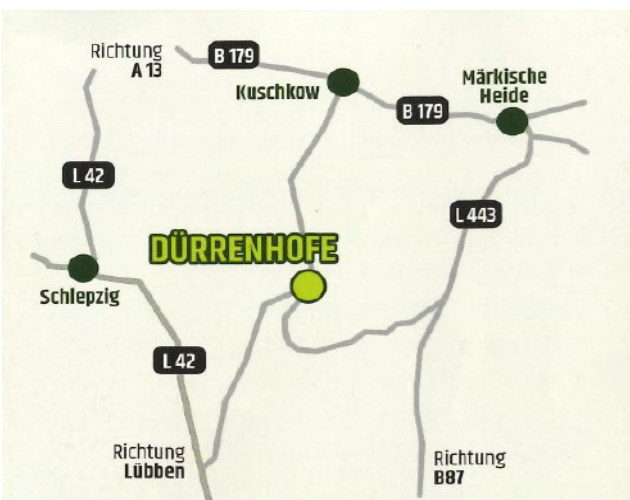 Richtung
A 13
B 179
Kuschkow
Märkische
Heide
B 179
L 42
L 443
DÜRRENHOFE
Schlepzig
L 42
Richtung
Lübben
Richtung
B87